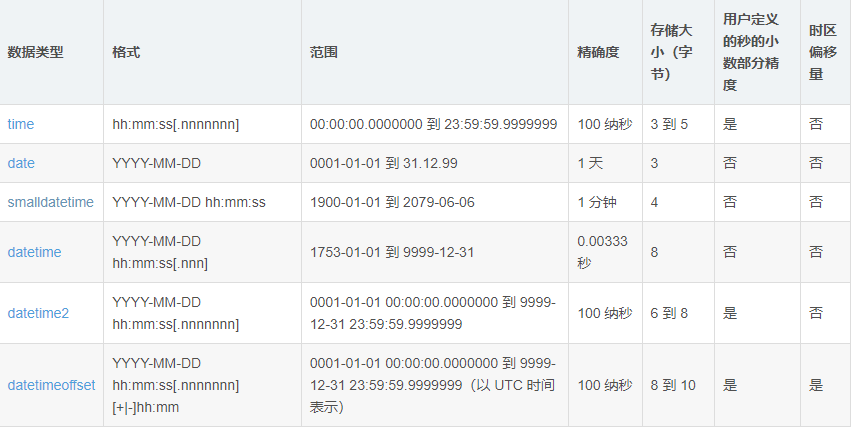 数据类型 格式 范围 精确度 存储大小（字节） 用户定义的秒的小数部分精度 时区偏移量
time hh:mm:ss[.nnnnnnn] 00:00:00.0000000 到 23:59:59.9999999 100 纳秒 3 到 5 是 否
date YYYY-MM-DD 0001-01-01 到 31.12.99 1 天 3 否 否
smalldatetime YYYY-MM-DD hh:mm:ss 1900-01-01 到 2079-06-06 1 分钟 4 否 否
datetime YYYY-MM-DD hh:mm:ss[.nnn] 1753-01-01 到 9999-12-31 0.00333 秒 8 否 否
datetime2 YYYY-MM-DD hh:mm:ss[.nnnnnnn] 0001-01-01 00:00:00.0000000 到 9999-12-31 23:59:59.9999999 100 纳秒 6 到 8 是 否
datetimeoffset YYYY-MM-DD hh:mm:ss[.nnnnnnn] [+|-]hh:mm 0001-01-01 00:00:00.0000000 到 9999-12-31 23:59:59.9999999（以 UTC 时间表示） 100 纳秒 8 到 10 是 是